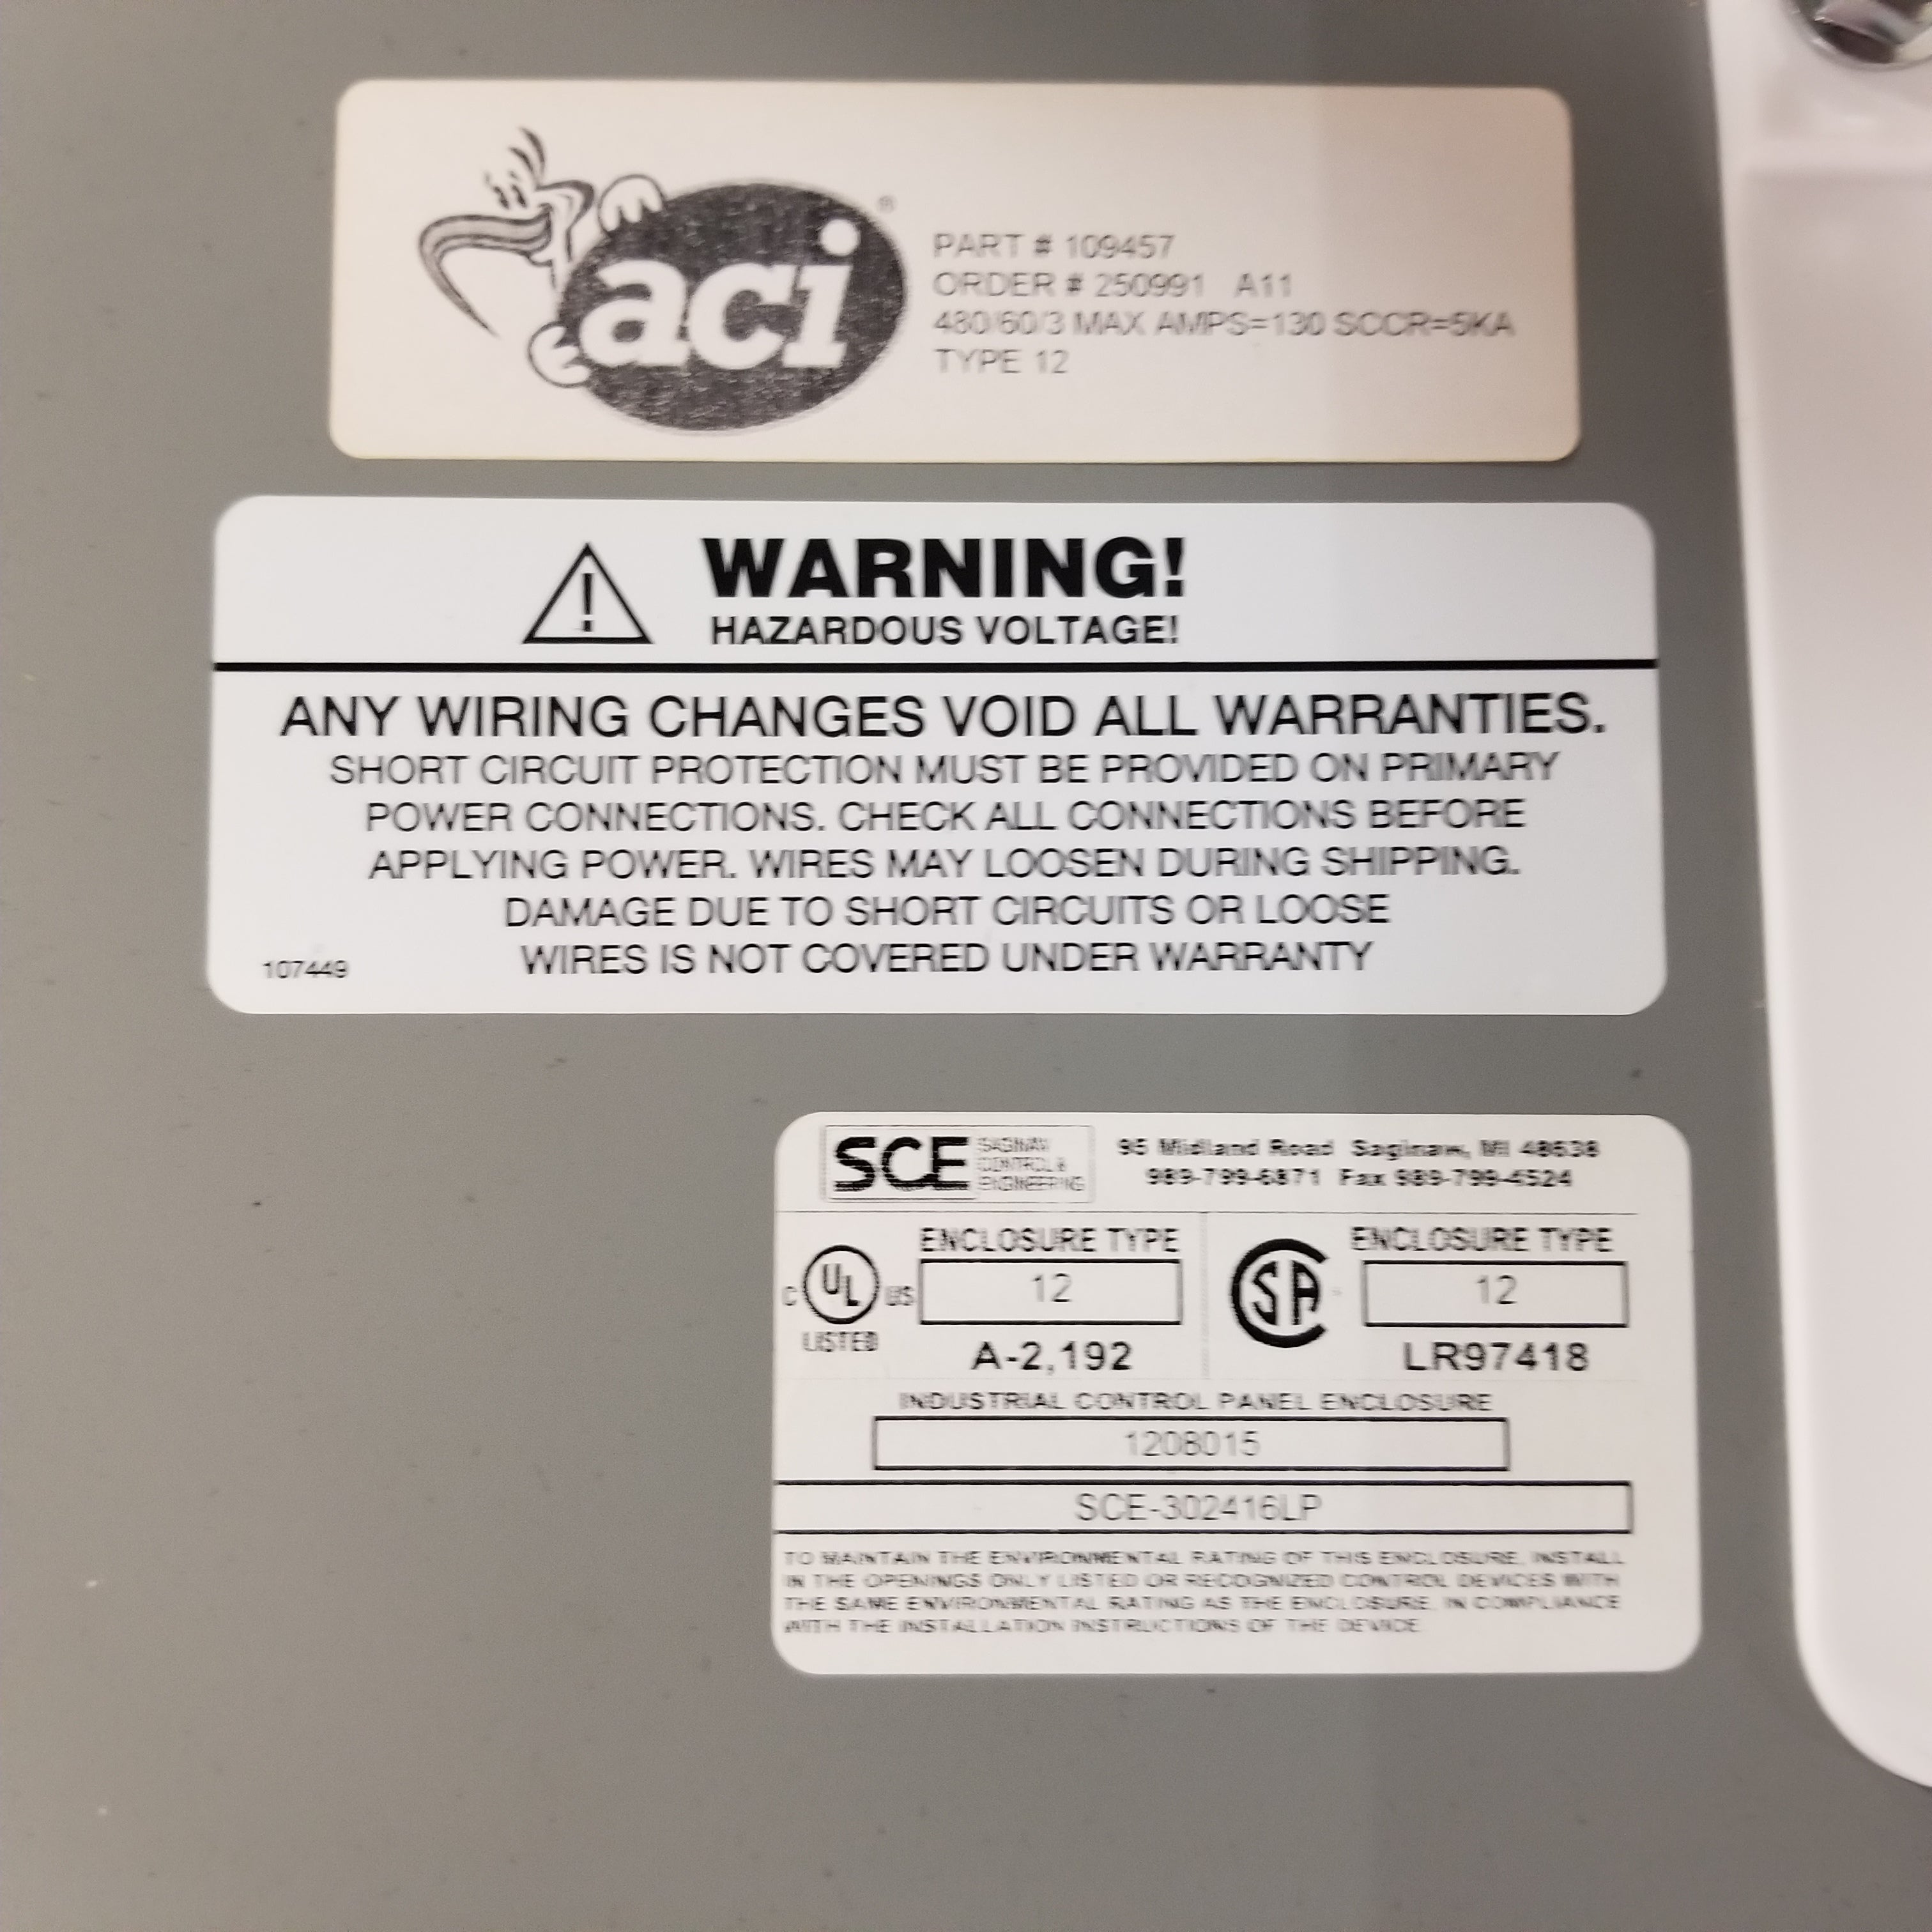 aci®
PART # 109457
ORDER # 250991 A11
480/60/3 MAX AMPS=130 SCCR=5KA
TYPE 12
WARNING!
HAZARDOUS VOLTAGE!
ANY WIRING CHANGES VOID ALL WARRANTIES.
SHORT CIRCUIT PROTECTION MUST BE PROVIDED ON PRIMARY
POWER CONNECTIONS. CHECK ALL CONNECTIONS BEFORE
APPLYING POWER. WIRES MAY LOOSEN DURING SHIPPING.
DAMAGE DUE TO SHORT CIRCUITS OR LOOSE
WIRES IS NOT COVERED UNDER WARRANTY
107449
SCE
SAGINAW
CONTROL &
ENGINEERING
95 Midland Road Saginaw, MI 48638
989-799-6871 Fax 989-799-4524
C UL US
LISTED
ENCLOSURE TYPE
12
A-2,192
CSA
ENCLOSURE TYPE
12
LR97418
INDUSTRIAL CONTROL PANEL ENCLOSURE
1208015
SCE-302416LP
TO MAINTAIN THE ENVIRONMENTAL RATING OF THIS ENCLOSURE, INSTALL
IN THE OPENINGS ONLY LISTED OR RECOGNIZED CONTROL DEVICES WITH
THE SAME ENVIRONMENTAL RATING AS THE ENCLOSURE, IN COMPLIANCE
WITH THE INSTALLATION INSTRUCTIONS OF THE DEVICE.